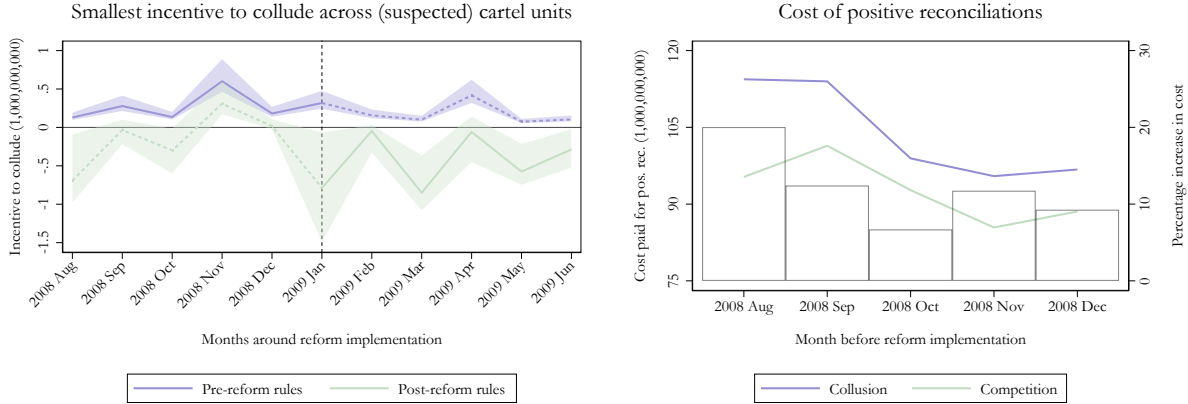 Smallest incentive to collude across (suspected) cartel units
Incentive to collude (1,000,000,000)
1
.5
0
-.5
-1
-1.5
2008 Aug
2008 Sep
2008 Oct
2008 Nov
2008 Dec
2009 Jan
2009 Feb
2009 Mar
2009 Apr
2009 May
2009 Jun
Months around reform implementation
Pre-reform rules
Post-reform rules
Cost of positive reconciliations
Cost paid for pos. rec. (1,000,000,000)
120
105
90
75
30
20
10
0
Percentage increase in cost
2008 Aug
2008 Sep
2008 Oct
2008 Nov
2008 Dec
Month before reform implementation
Collusion
Competition